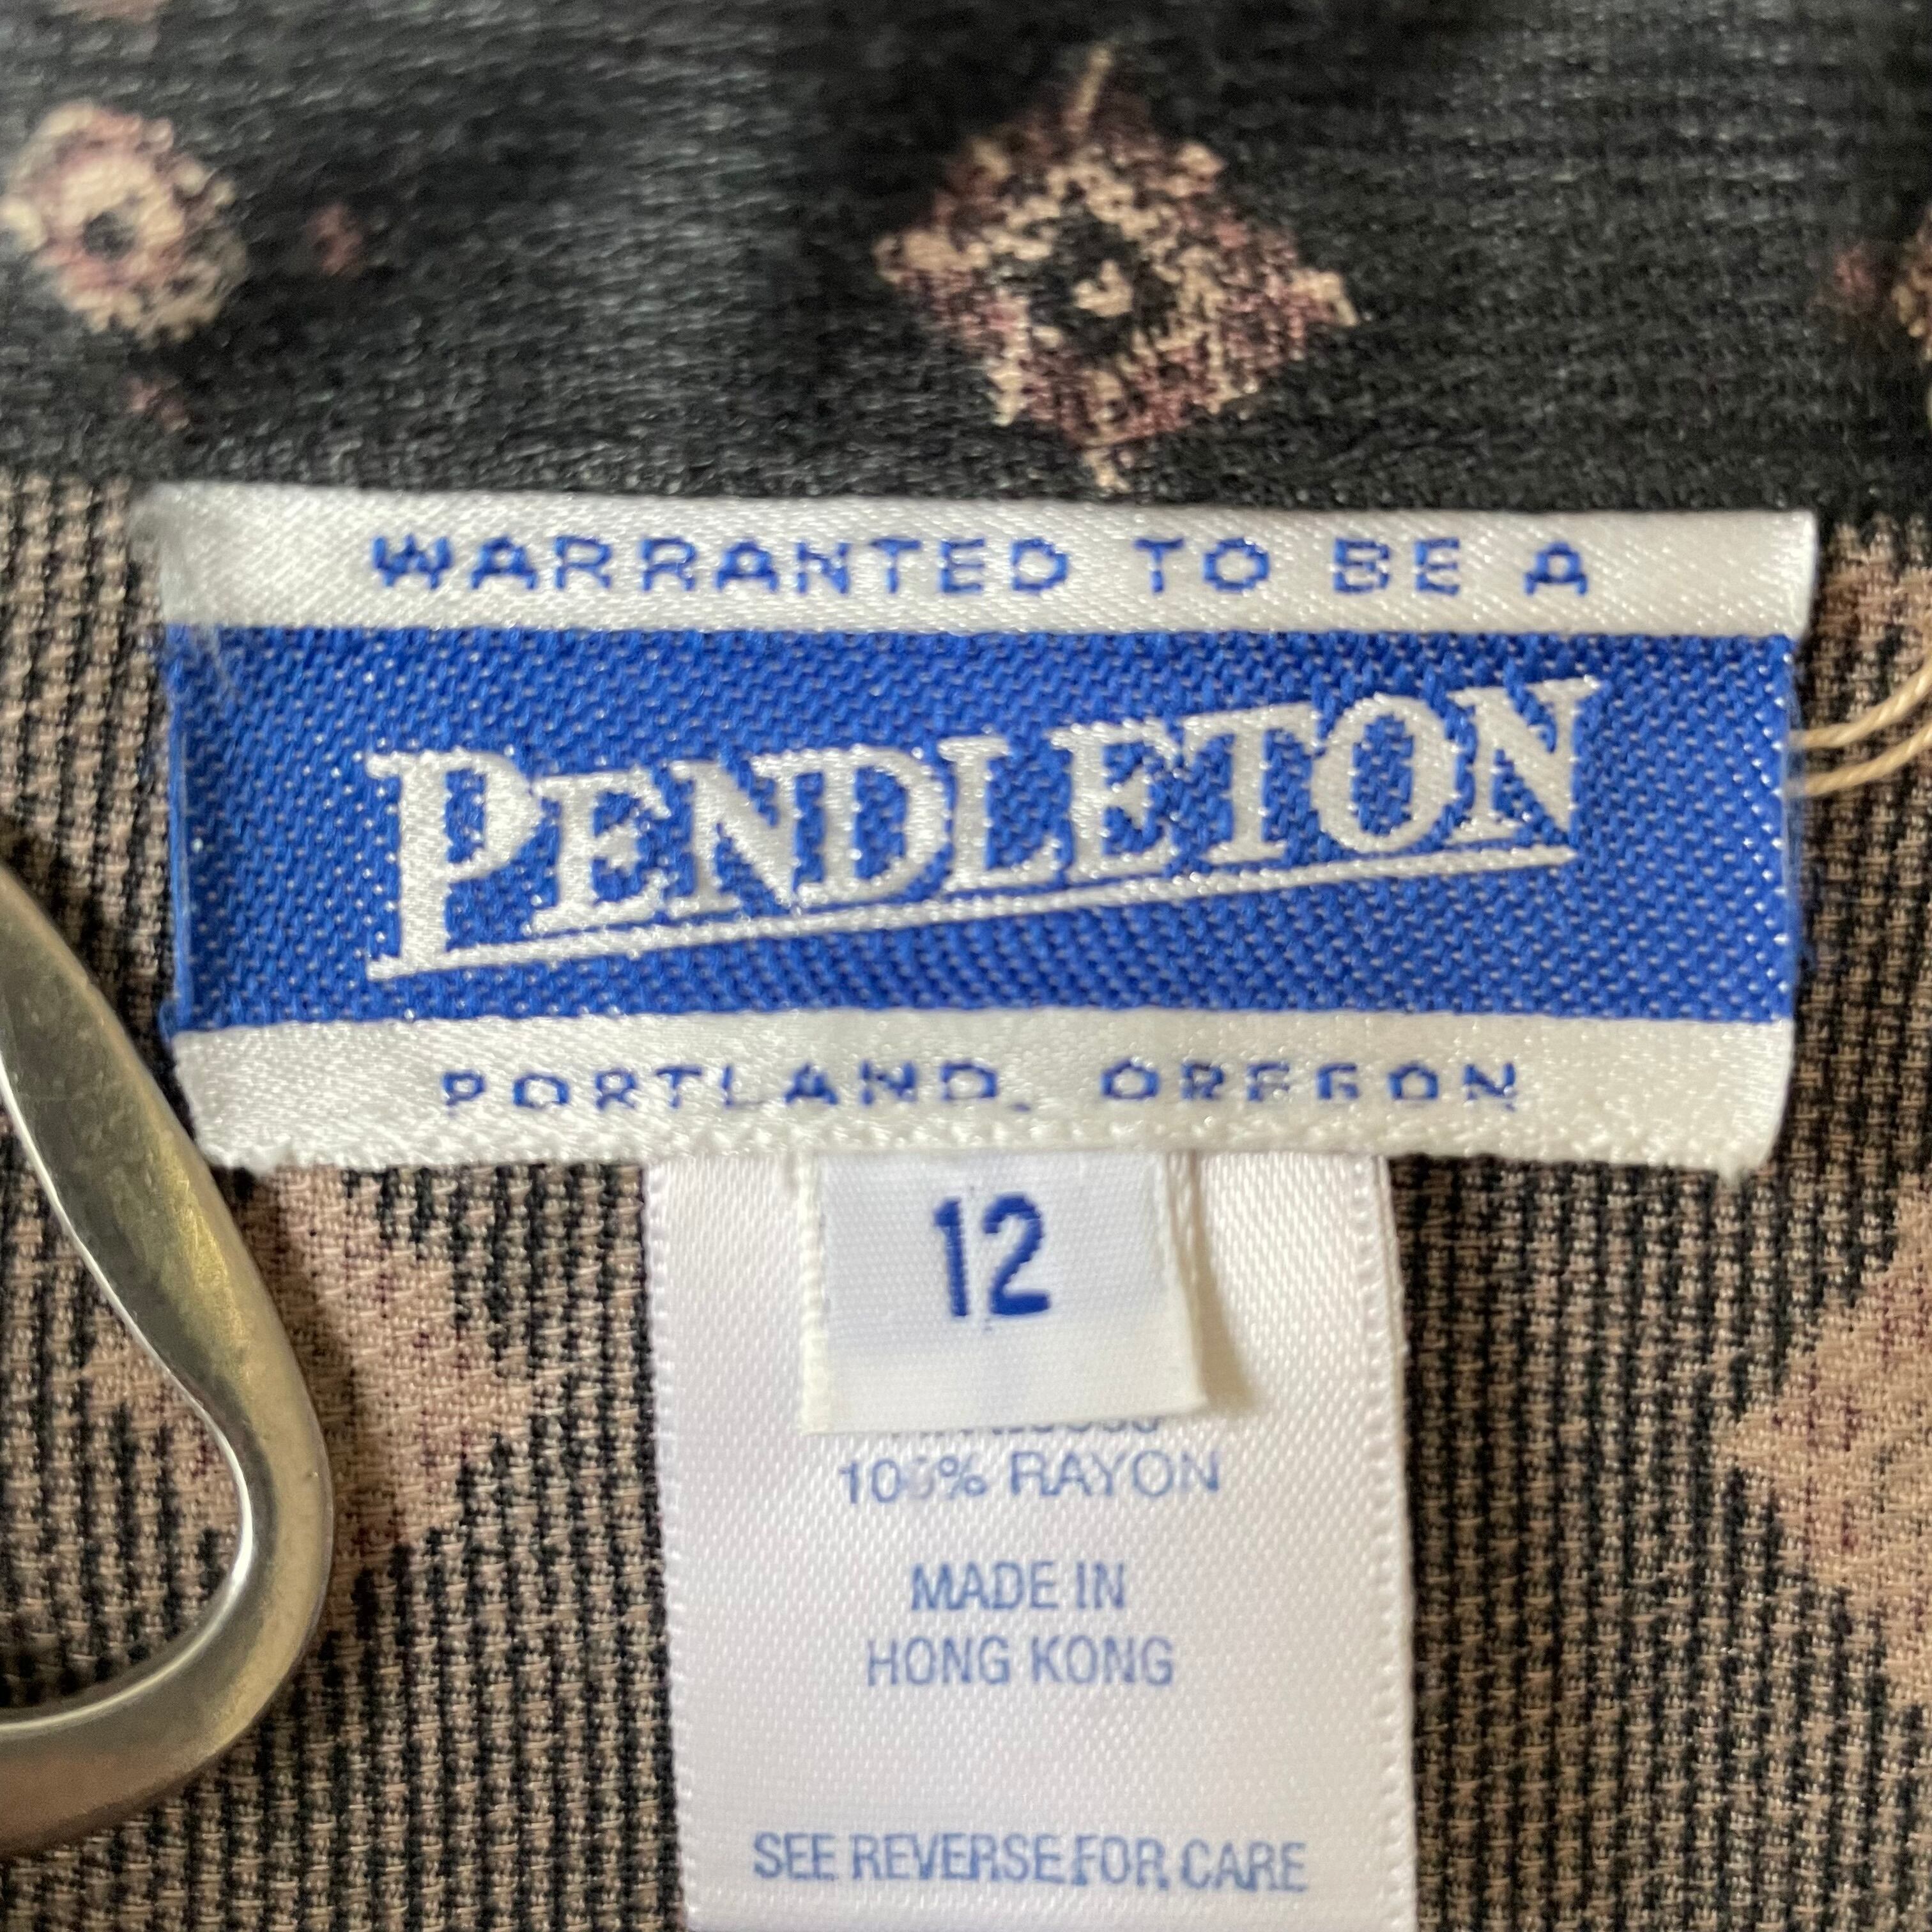 WARRANTED TO BE A
PENDLETON
PORTLAND, OREGON
12
100% RAYON
MADE IN
HONG KONG
SEE REVERSE FOR CARE